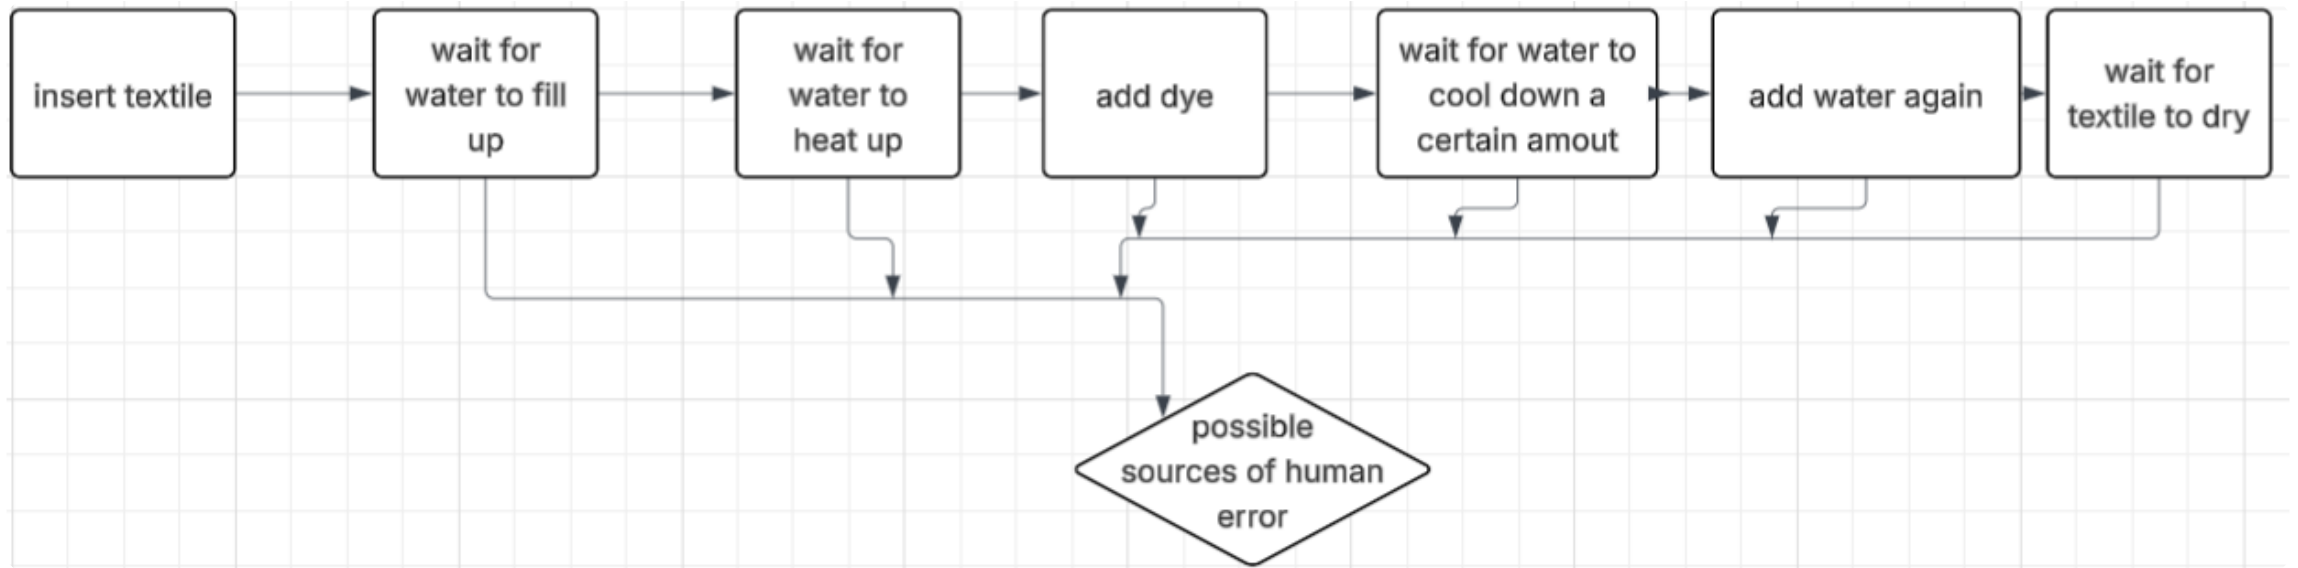 insert textile
wait for
water to fill
up
wait for
water to
heat up
add dye
wait for water to
cool down a
certain amout
add water again
wait for
textile to dry
possible
sources of human
error